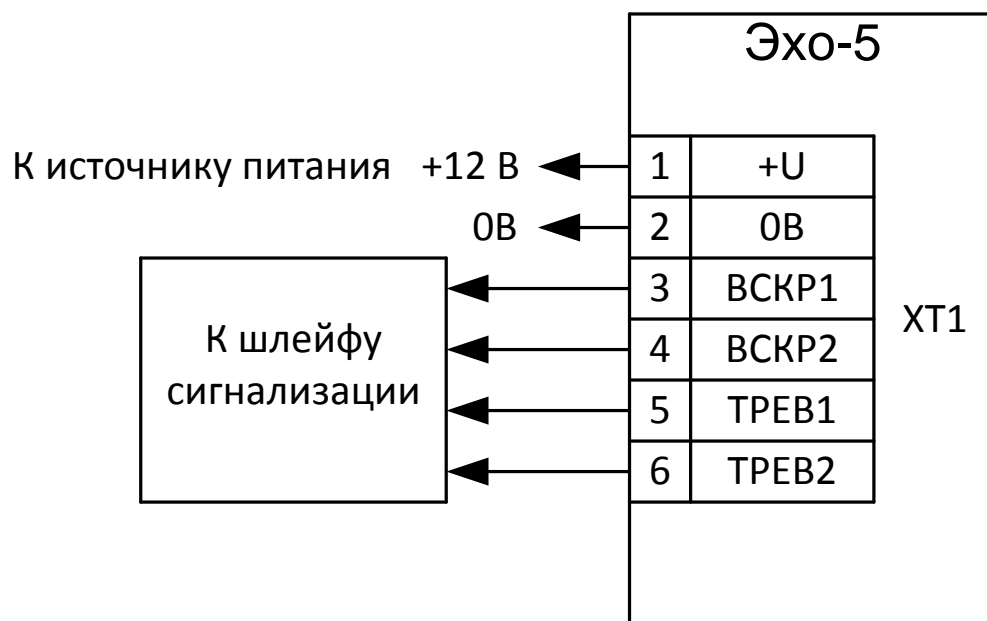 Эхо-5
К источнику питания +12 В 1 +U
0В 2 0В
3 ВСКР1
4 ВСКР2
5 ТРЕВ1
6 ТРЕВ2
XT1
К шлейфу
сигнализации